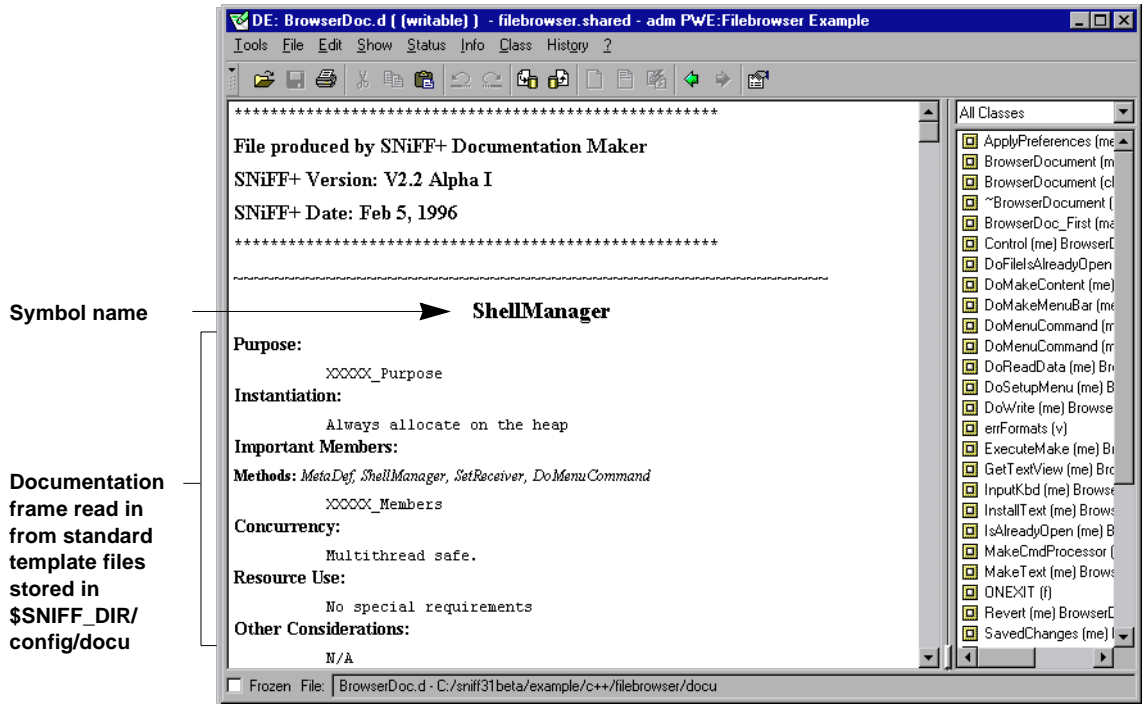 DE: BrowserDoc.d ( (writable) ) - filebrowser.shared - adm PWE:Filebrowser Example
Tools File Edit Show Status Info Class History ?
******************************************************
File produced by SNiFF+ Documentation Maker
SNiFF+ Version: V2.2 Alpha I
SNiFF+ Date: Feb 5, 1996
******************************************************
~~~~~~~~~~~~~~~~~~~~~~~~~~~~~~~~~~~~~~~~~~~~~~~~~~~~~~~~~~
Symbol name
ShellManager
Purpose:
XXXXX_Purpose
Instantiation:
Always allocate on the heap
Important Members:
Methods: MetaDef, ShellManager, SetReceiver, DoMenuCommand
XXXXX_Members
Concurrency:
Multithread safe.
Resource Use:
No special requirements
Other Considerations:
N/A
Documentation
frame read in
from standard
template files
stored in
$SNIFF_DIR/
config/docu
All Classes
ApplyPreferences (me
BrowserDocument (m
BrowserDocument (cl
~BrowserDocument (
BrowserDoc_First (ma
Control (me) Browser
DoFileIsAlreadyOpen
DoMakeContent (me)
DoMakeMenuBar (me
DoMenuCommand (m
DoMenuCommand (m
DoReadData (me) Bro
DoSetupMenu (me) B
DoWrite (me) Browse
errFormats (v)
ExecuteMake (me) Br
GetTextView (me) Bro
InputKbd (me) Browse
InstallText (me) Brows
IsAlreadyOpen (me) B
MakeCmdProcessor (
MakeText (me) Brows
ONEXIT (f)
Revert (me) Browser
SavedChanges (me)
Frozen File: BrowserDoc.d - C:/sniff31beta/example/c++/filebrowser/docu